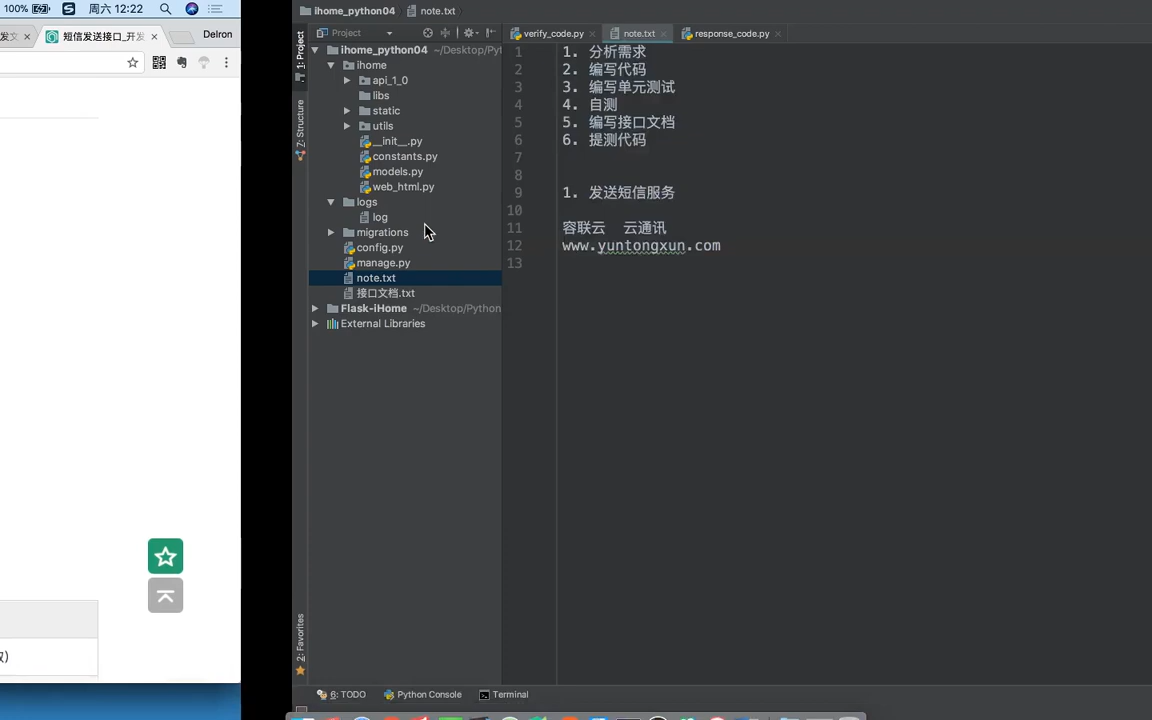 100%
周六 12:22
发文
短信发送接口_开发
Delron
ihome_python04
note.txt
1: Project
Project
verify_code.py
note.txt
response_code.py
ihome_python04 ~/Desktop/Pyt
ihome
api_1_0
libs
static
utils
__init__.py
constants.py
models.py
web_html.py
logs
log
migrations
config.py
manage.py
note.txt
接口文档.txt
Flask-iHome ~/Desktop/Python
External Libraries
7: Structure
2: Favorites
1 1. 分析需求
2 2. 编写代码
3 3. 编写单元测试
4 4. 自测
5 5. 编写接口文档
6 6. 提测代码
7
8
9 1. 发送短信服务
10
11 容联云 云通讯
12 www.yuntongxun.com
13
6: TODO
Python Console
Terminal